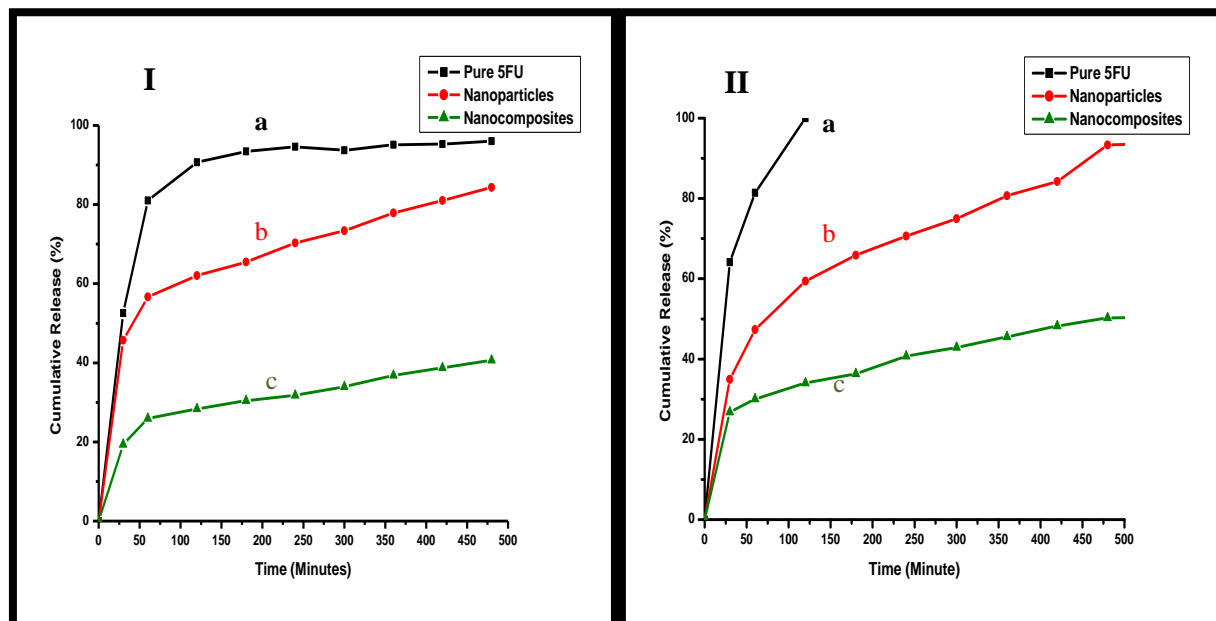 I
Pure 5FU
Nanoparticles
Nanocomposites
a
b
c
100
80
60
40
20
0
Cumulative Release (%)
0 50 100 150 200 250 300 350 400 450 500
Time (Minutes)
II
Pure 5FU
Nanoparticles
Nanocomposites
a
b
c
100
80
60
40
20
0
Cumulative Release (%)
0 50 100 150 200 250 300 350 400 450 500
Time (Minute)